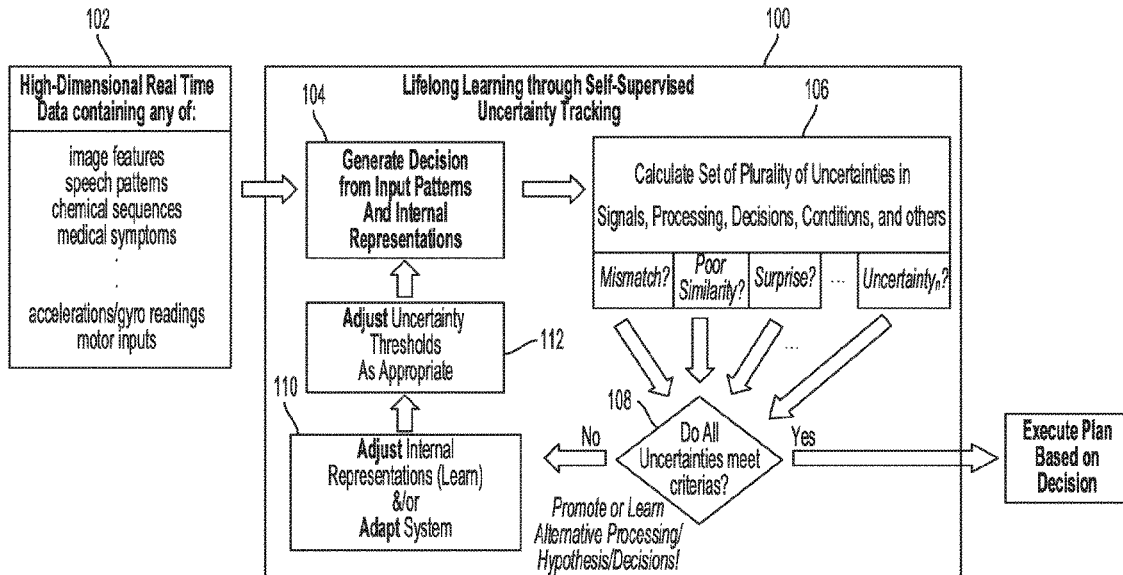 102
High-Dimensional Real Time
Data containing any of:
image features
speech patterns
chemical sequences
medical symptoms
.
.
accelerations/gyro readings
motor inputs
100
Lifelong Learning through Self-Supervised
Uncertainty Tracking
104
Generate Decision
from Input Patterns
And Internal
Representations
106
Calculate Set of Plurality of Uncertainties in
Signals, Processing, Decisions, Conditions, and others
Mismatch?
Poor
Similarity?
Surprise?
...
Uncertaintyₙ?
...
Adjust Uncertainty
Thresholds
As Appropriate
112
110
Adjust Internal
Representations (Learn)
&/or
Adapt System
108
Do All
Uncertainties meet
criterias?
No
Yes
Promote or Learn
Alternative Processing/
Hypothesis/Decisions!
Execute Plan
Based on
Decision